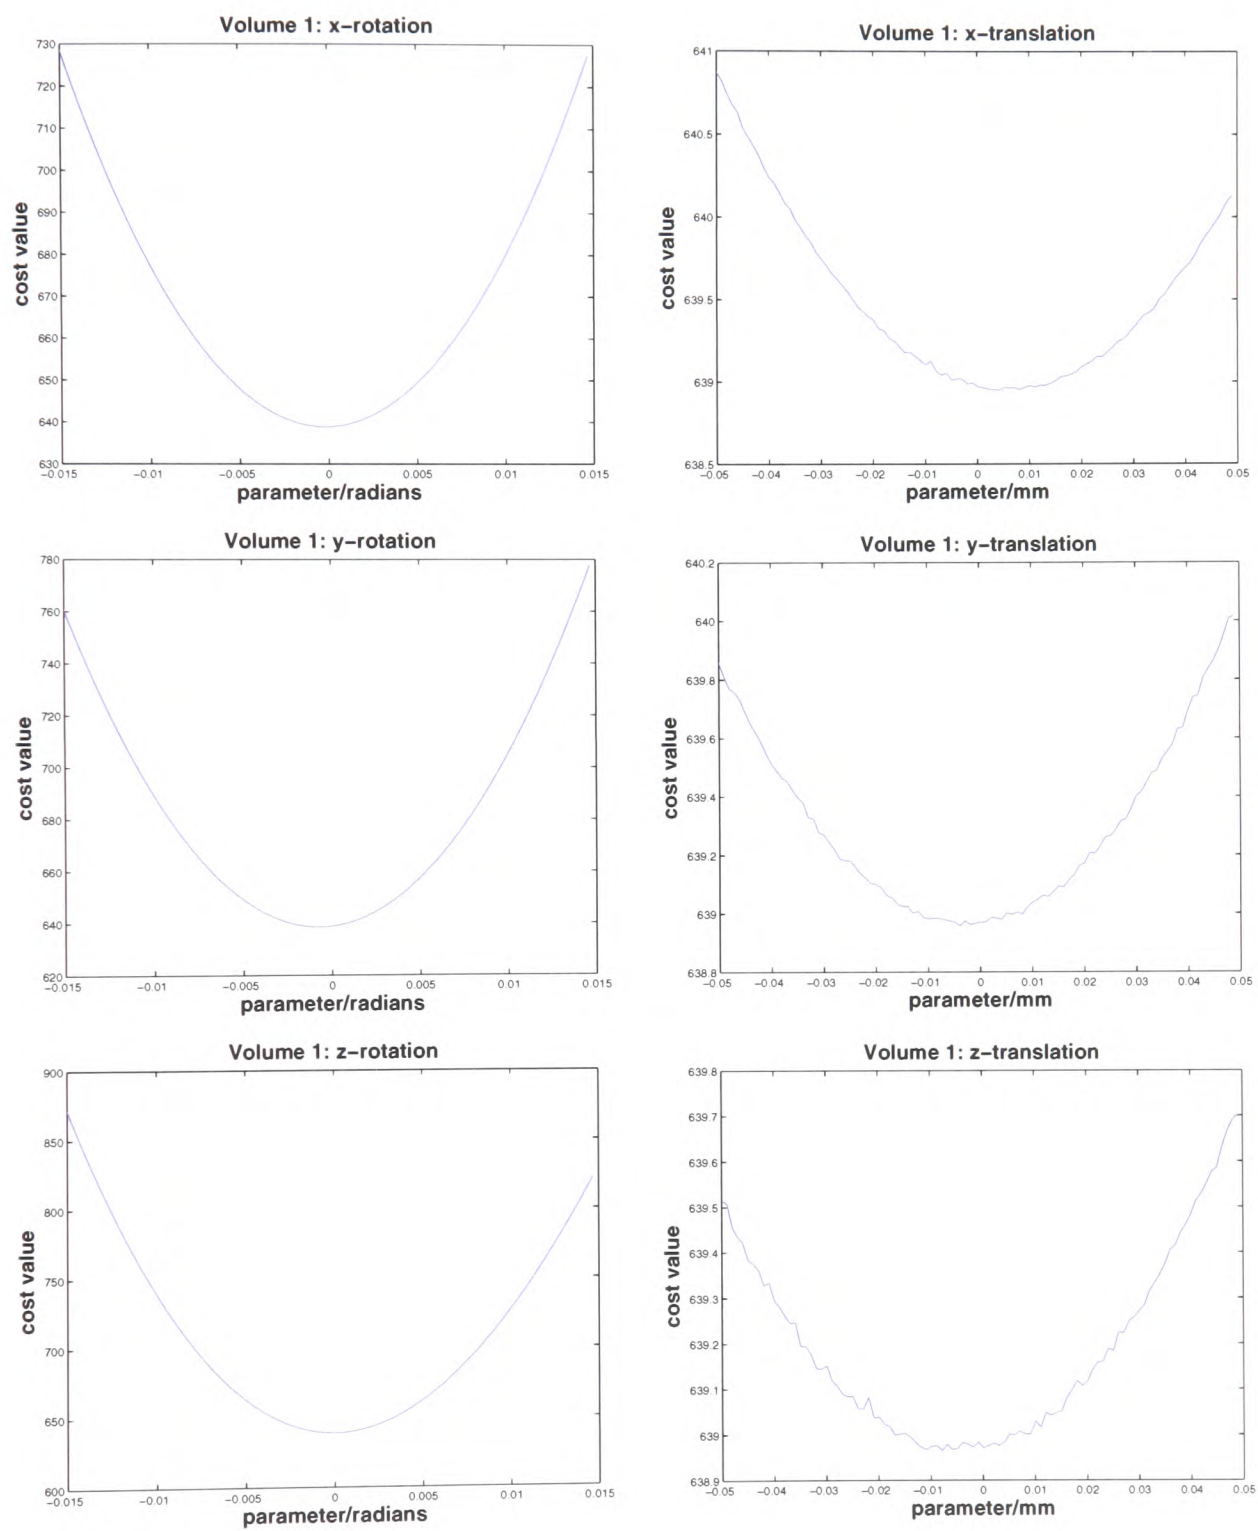 Volume 1: x-rotation
730
720
710
700
690
680
670
660
650
640
630
cost value
-0.015 -0.01 -0.005 0 0.005 0.01 0.015
parameter/radians
Volume 1: x-translation
641
640.5
640
639.5
639
638.5
cost value
-0.05 -0.04 -0.03 -0.02 -0.01 0 0.01 0.02 0.03 0.04 0.05
parameter/mm
Volume 1: y-rotation
780
760
740
720
700
680
660
640
620
cost value
-0.015 -0.01 -0.005 0 0.005 0.01 0.015
parameter/radians
Volume 1: y-translation
640.2
640
639.8
639.6
639.4
639.2
639
638.8
cost value
-0.05 -0.04 -0.03 -0.02 -0.01 0 0.01 0.02 0.03 0.04 0.05
parameter/mm
Volume 1: z-rotation
900
850
800
750
700
650
600
cost value
-0.015 -0.01 -0.005 0 0.005 0.01 0.015
parameter/radians
Volume 1: z-translation
639.8
639.7
639.6
639.5
639.4
639.3
639.2
639.1
639
638.9
cost value
-0.05 -0.04 -0.03 -0.02 -0.01 0 0.01 0.02 0.03 0.04 0.05
parameter/mm